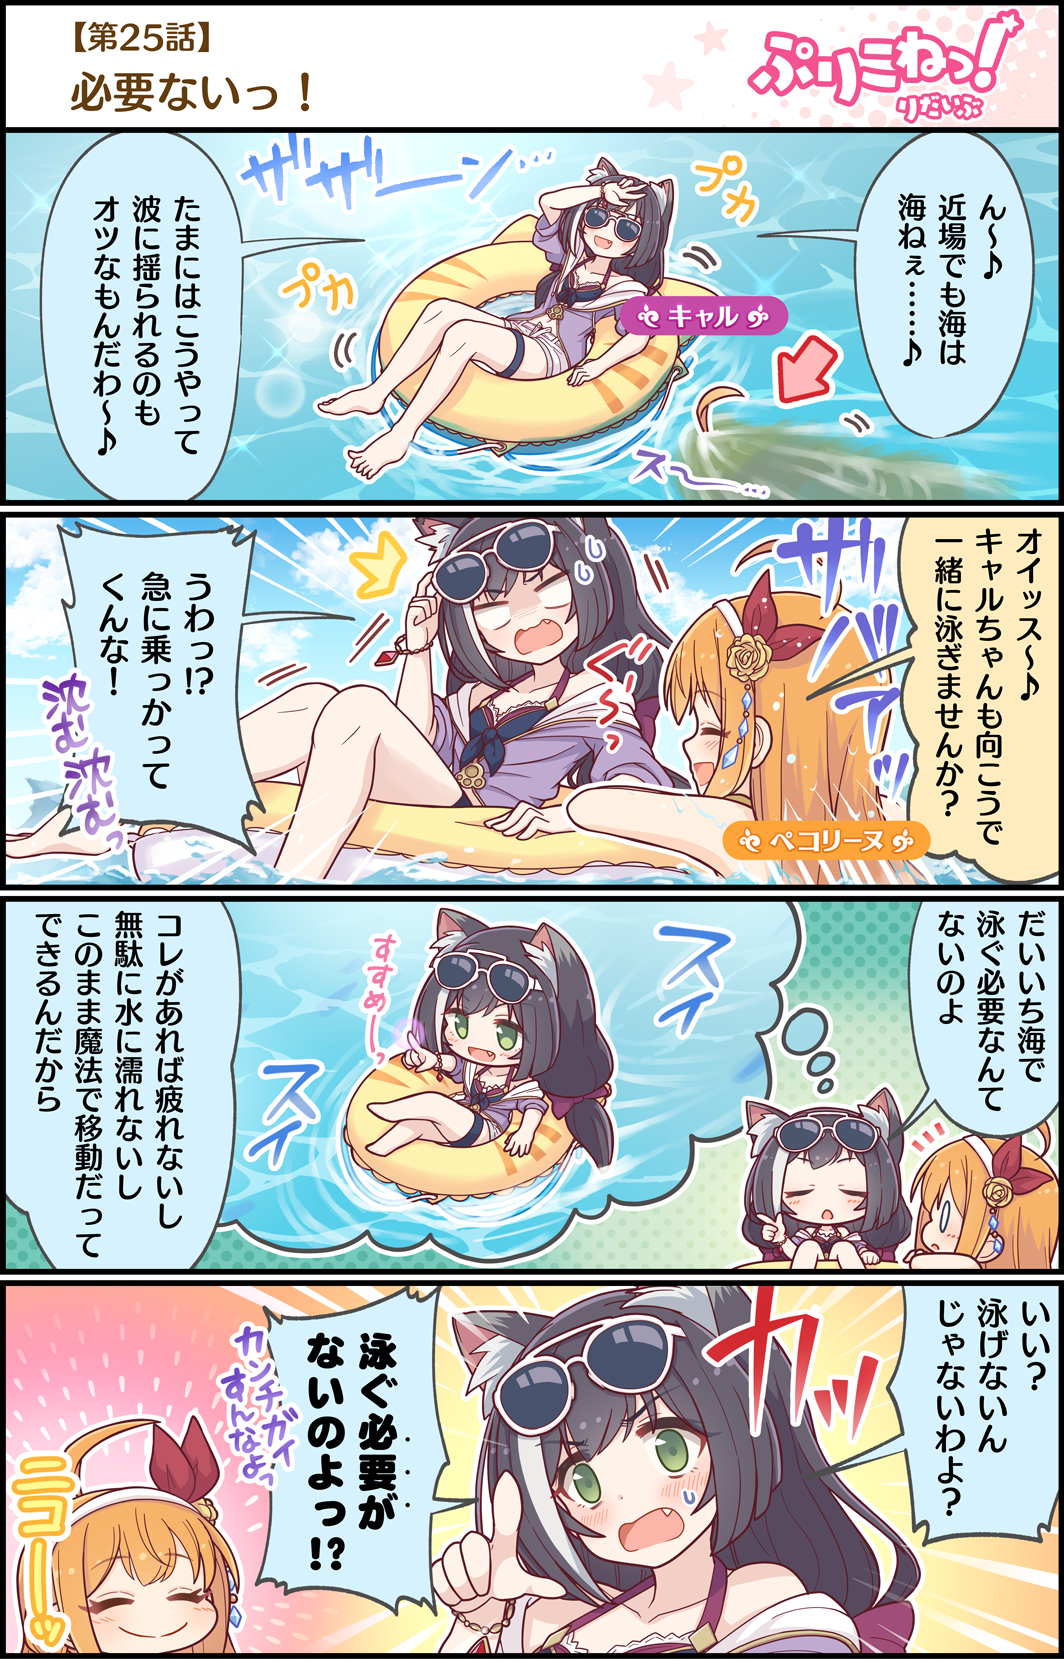 【第25話】
必要ないっ！
ぷりこねっ！
りだいぶ
ん～♪
近場でも海は
海ねぇ……♪
ザザーン…
プカ
プカ
キャル
たまにはこうやって
波に揺られるのも
オツなもんだわ～♪
ス～…
オイッス～♪
キャルちゃんも向こうで
一緒に泳ぎませんか？
ザバァッ
ペコリーヌ
ぐら
うわっ!?
急に乗っかって
くんな！
沈む沈むっ
だいいち海で
泳ぐ必要なんて
ないのよ
スイ
スイ
すすめーっ
コレがあれば疲れないし
無駄に水に濡れないし
このまま魔法で移動だって
できるんだから
いい？
泳げないん
じゃないわよ？
カッ
泳ぐ必要が
ないのよっ!?
カンチガイ
すんなよっ
ニコーッ